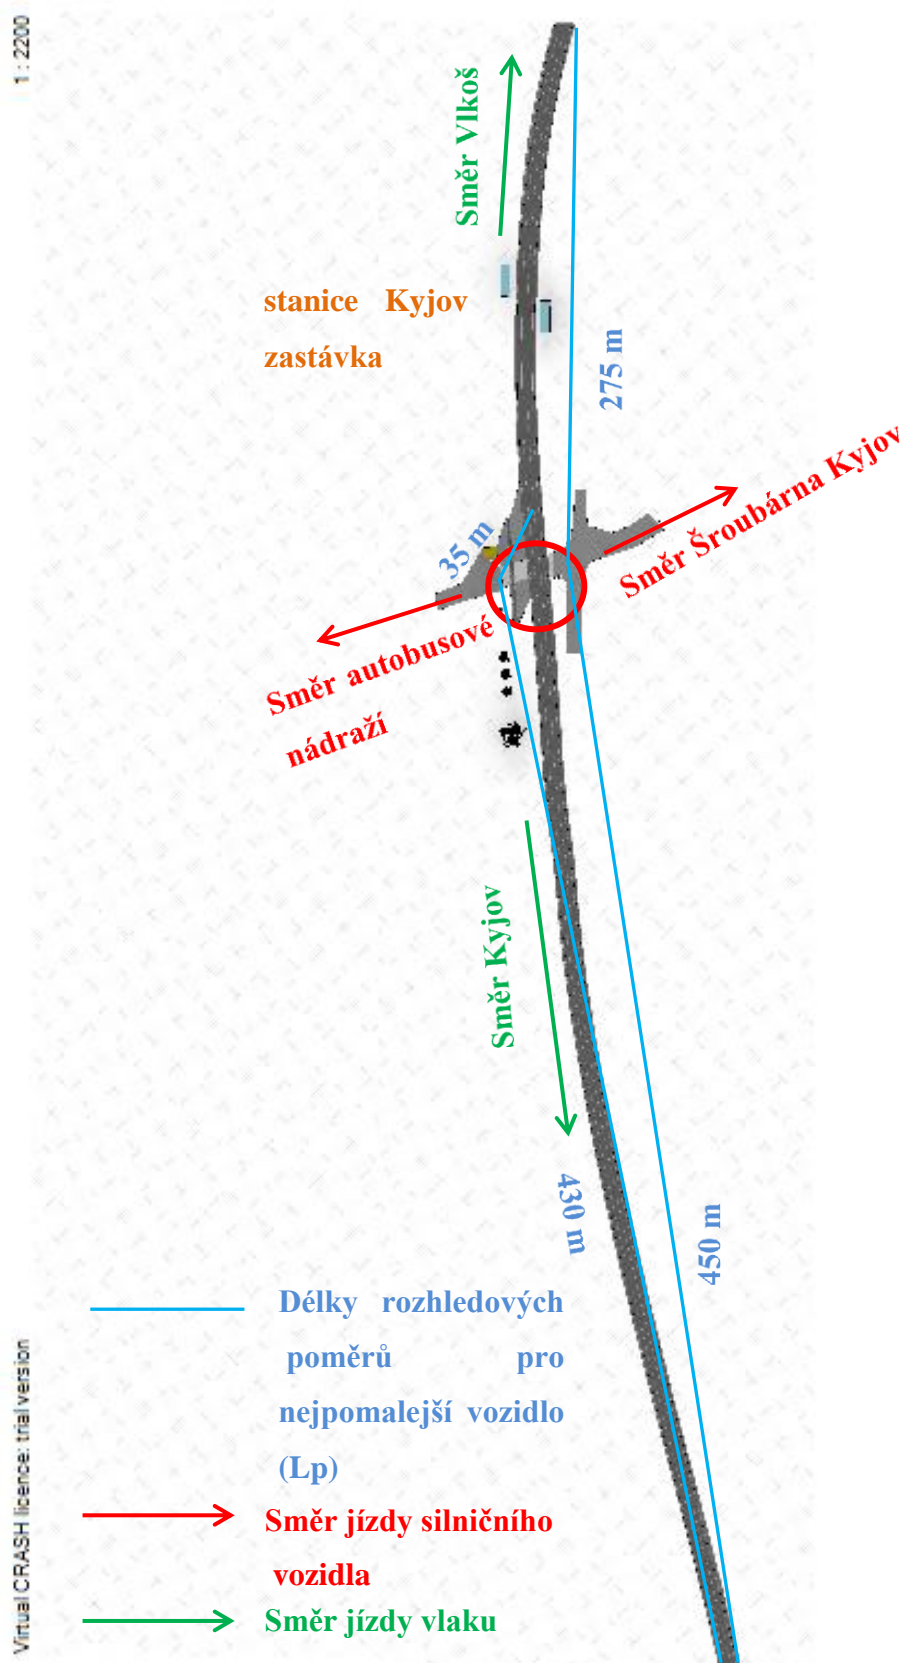 1 : 2200
Směr Vlkoš
stanice Kyjov
zastávka
275 m
Směr Šroubárna Kyjov
35 m
Směr autobusové
nádraží
Směr Kyjov
430 m
450 m
Délky rozhledových
poměrů pro
nejpomalejší vozidlo
(Lp)
Směr jízdy silničního
vozidla
Směr jízdy vlaku
Virtual CRASH licence: trial version